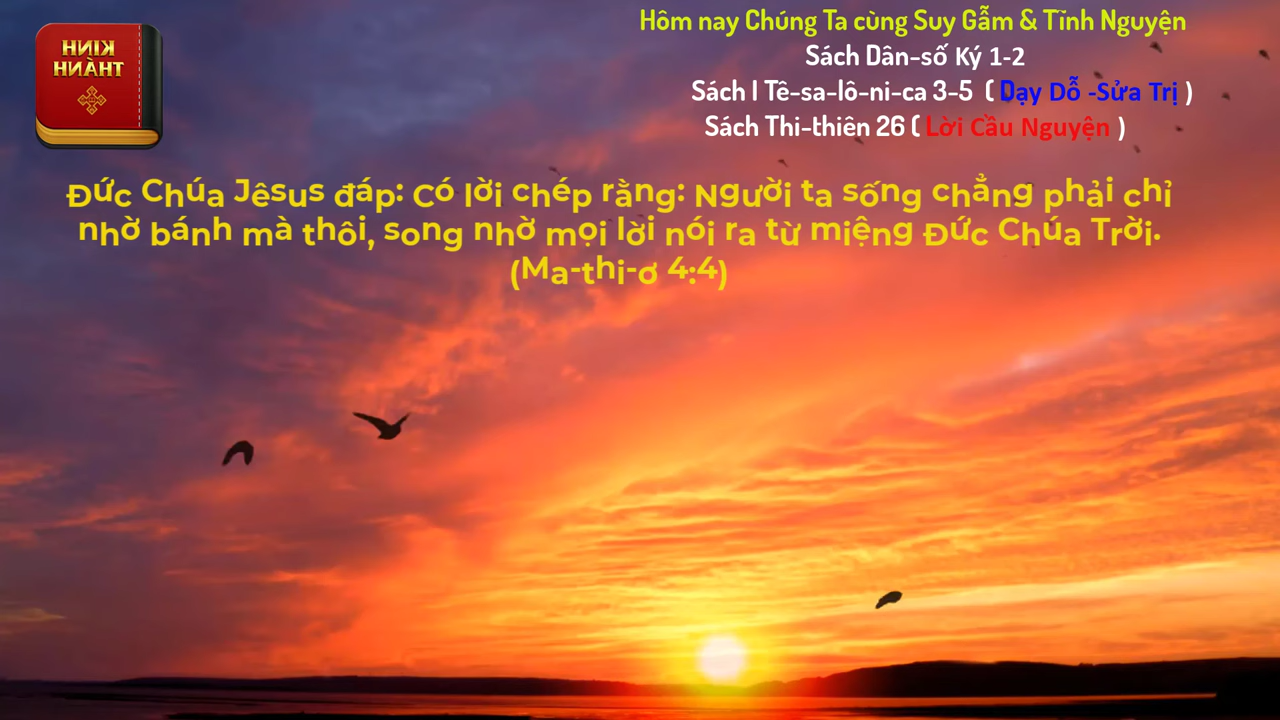 KINH
THÁNH
Hôm nay Chúng Ta cùng Suy Gẫm & Tĩnh Nguyện
Sách Dân-số Ký 1-2
Sách I Tê-sa-lô-ni-ca 3-5 ( Dạy Dỗ -Sửa Trị )
Sách Thi-thiên 26 ( Lời Cầu Nguyện )
Đức Chúa Jêsus đáp: Có lời chép rằng: Người ta sống chẳng phải chỉ
nhờ bánh mà thôi, song nhờ mọi lời nói ra từ miệng Đức Chúa Trời.
(Ma-thi-ơ 4:4)